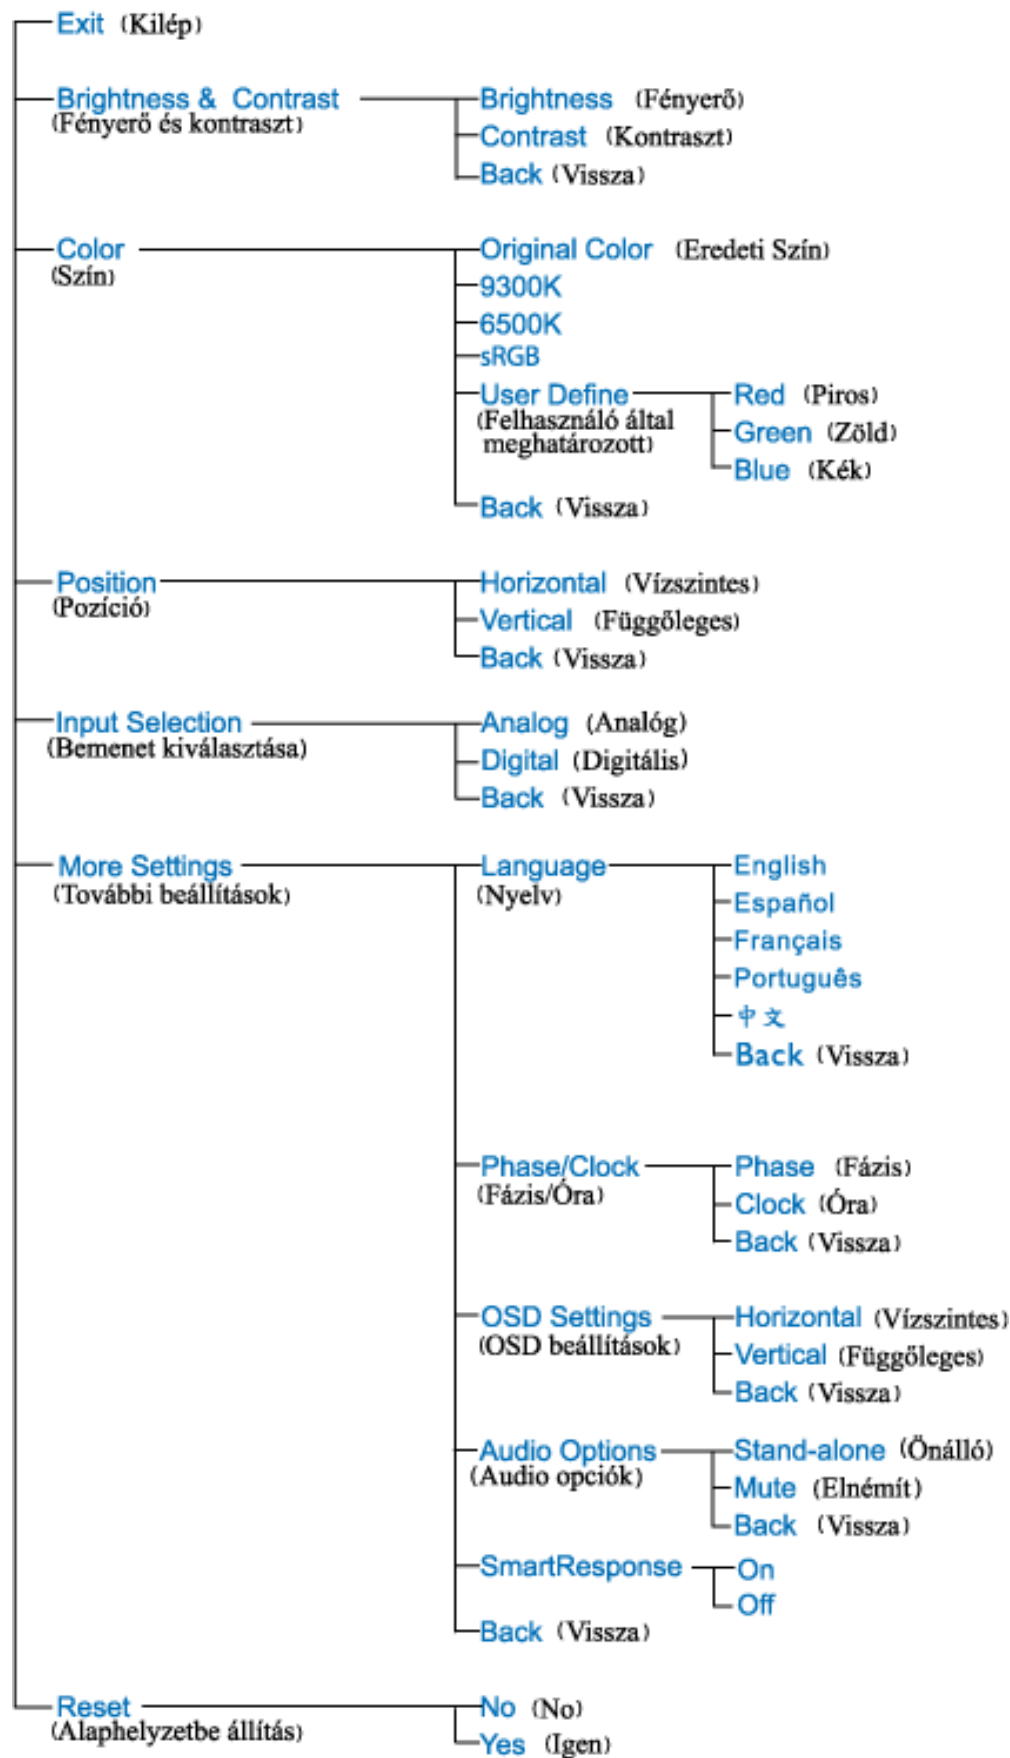 Exit (Kilép)
Brightness & Contrast
(Fényerő és kontraszt)
Brightness (Fényerő)
Contrast (Kontraszt)
Back (Vissza)
Color
(Szín)
Original Color (Eredeti Szín)
9300K
6500K
sRGB
User Define
(Felhasználó által
meghatározott)
Red (Piros)
Green (Zöld)
Blue (Kék)
Back (Vissza)
Position
(Pozíció)
Horizontal (Vízszintes)
Vertical (Függőleges)
Back (Vissza)
Input Selection
(Bemenet kiválasztása)
Analog (Analóg)
Digital (Digitális)
Back (Vissza)
More Settings
(További beállítások)
Language
(Nyelv)
English
Español
Français
Português
中文
Back (Vissza)
Phase/Clock
(Fázis/Óra)
Phase (Fázis)
Clock (Óra)
Back (Vissza)
OSD Settings
(OSD beállítások)
Horizontal (Vízszintes)
Vertical (Függőleges)
Back (Vissza)
Audio Options
(Audio opciók)
Stand-alone (Önálló)
Mute (Elnémít)
Back (Vissza)
SmartResponse
On
Off
Back (Vissza)
Reset
(Alaphelyzetbe állítás)
No (No)
Yes (Igen)